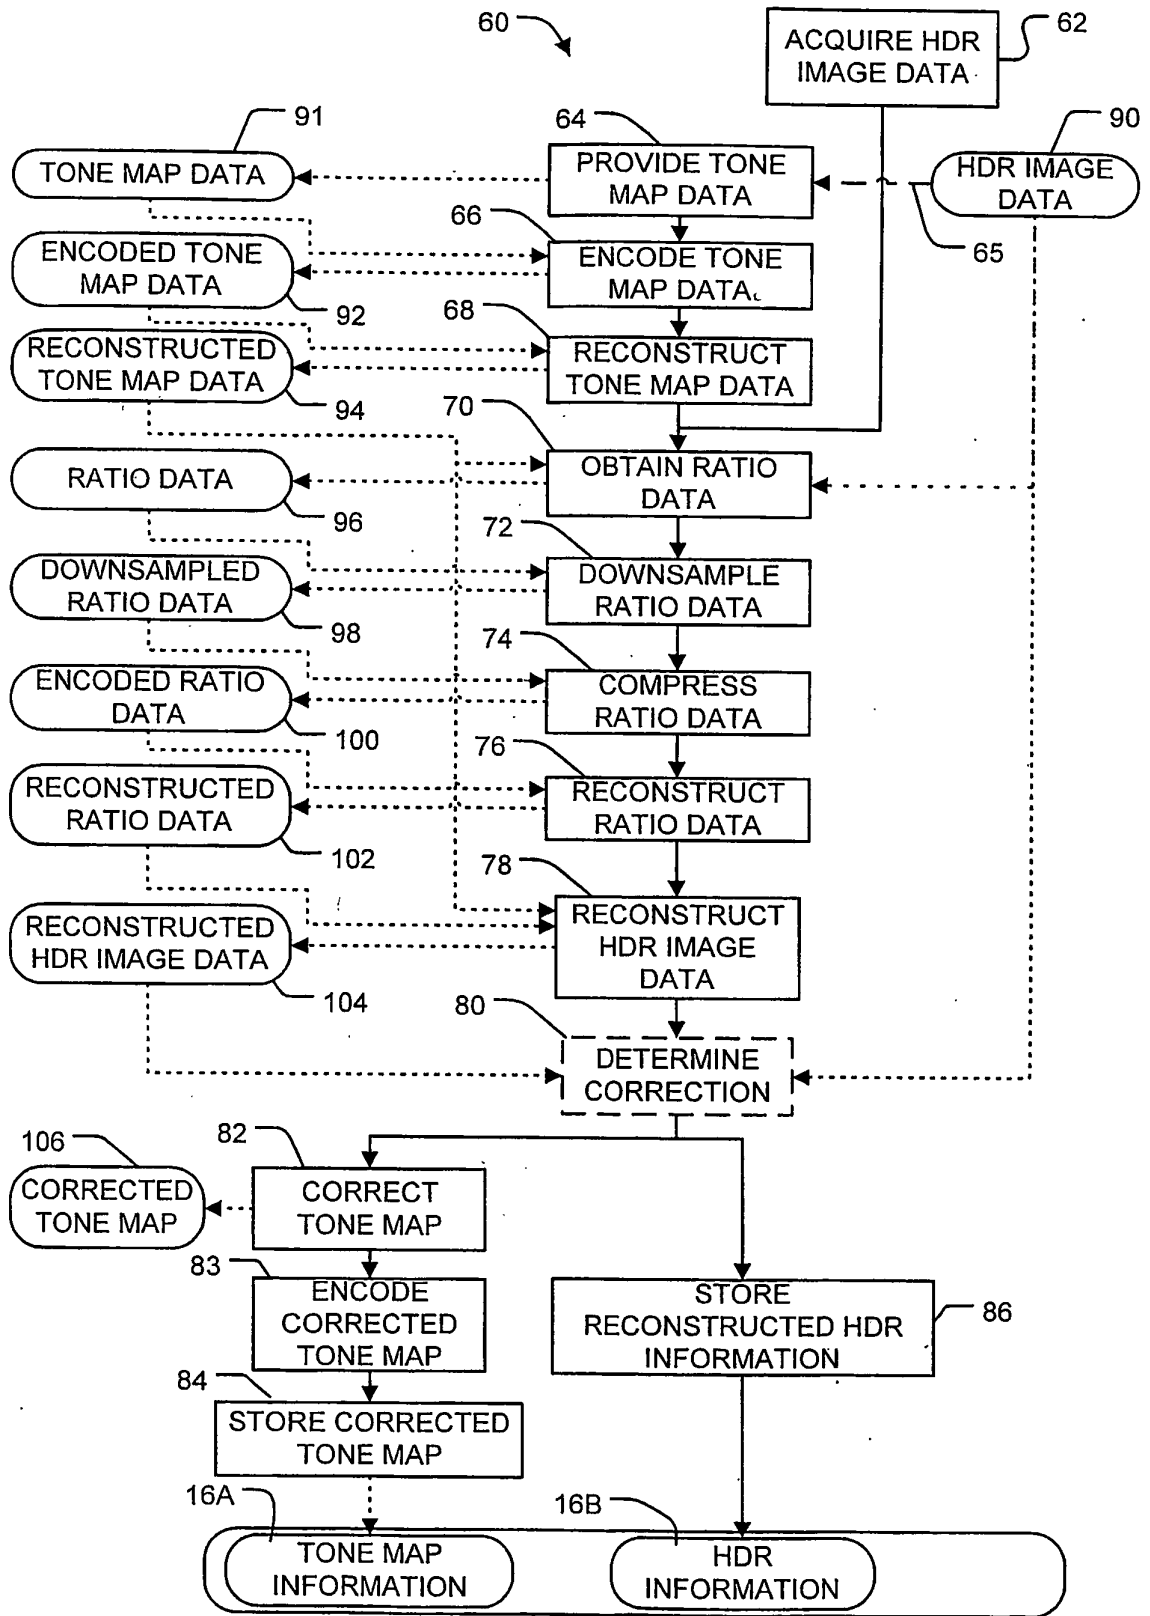 60
ACQUIRE HDR
IMAGE DATA
62
91
64
90
TONE MAP DATA
PROVIDE TONE
MAP DATA
HDR IMAGE
DATA
65
66
ENCODED TONE
MAP DATA
92
ENCODE TONE
MAP DATA
68
RECONSTRUCTED
TONE MAP DATA
94
RECONSTRUCT
TONE MAP DATA
70
RATIO DATA
96
OBTAIN RATIO
DATA
72
DOWNSAMPLED
RATIO DATA
98
DOWNSAMPLE
RATIO DATA
74
ENCODED RATIO
DATA
100
COMPRESS
RATIO DATA
76
RECONSTRUCTED
RATIO DATA
102
RECONSTRUCT
RATIO DATA
78
RECONSTRUCTED
HDR IMAGE DATA
104
RECONSTRUCT
HDR IMAGE
DATA
80
DETERMINE
CORRECTION
106
82
CORRECTED
TONE MAP
CORRECT
TONE MAP
83
ENCODE
CORRECTED
TONE MAP
STORE
RECONSTRUCTED HDR
INFORMATION
86
84
STORE CORRECTED
TONE MAP
16A
16B
TONE MAP
INFORMATION
HDR
INFORMATION